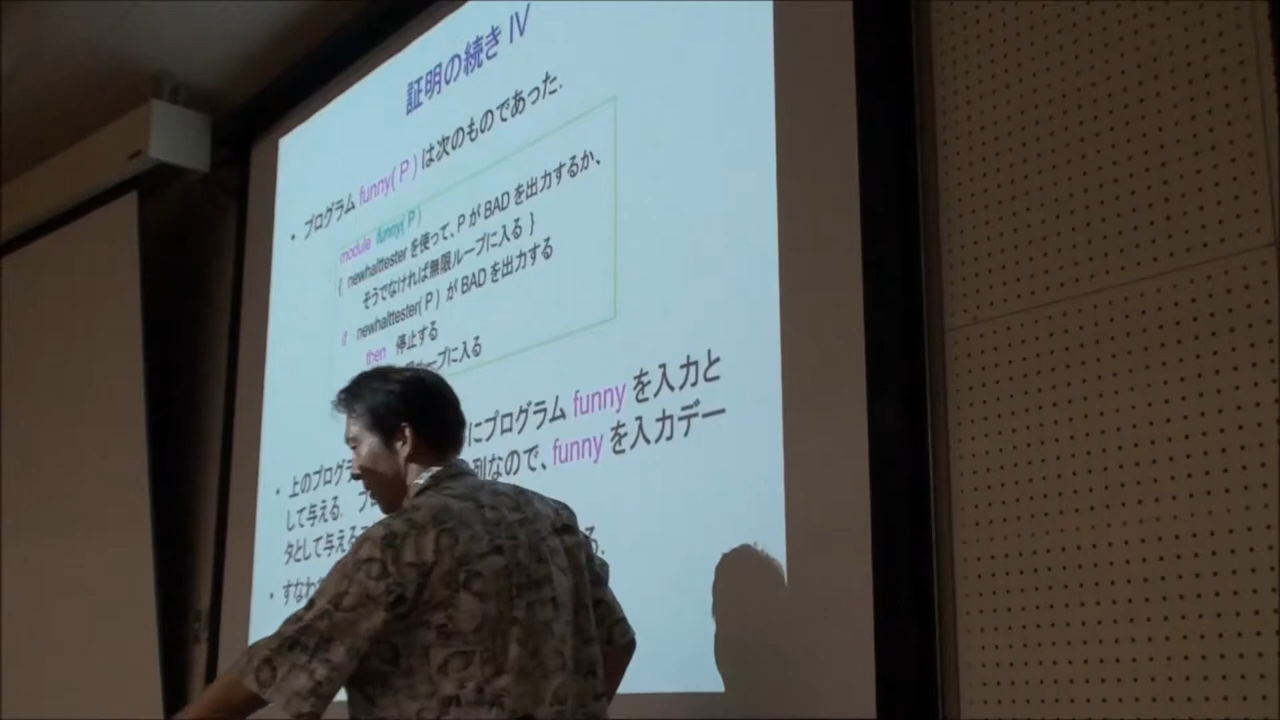 証明の続き IV
• プログラム funny( P ) は次のものであった.
module funny( P )
{ newhalttester を使って、P が BAD を出力するか、
そうでなければ無限ループに入る }
if newhalttester( P ) が BAD を出力する
then 停止する
ループに入る
• 上のプログラ にプログラム funny を入力と
して与える. プロ 列なので、funny を入力デー
タとして与える る.
• すなわ